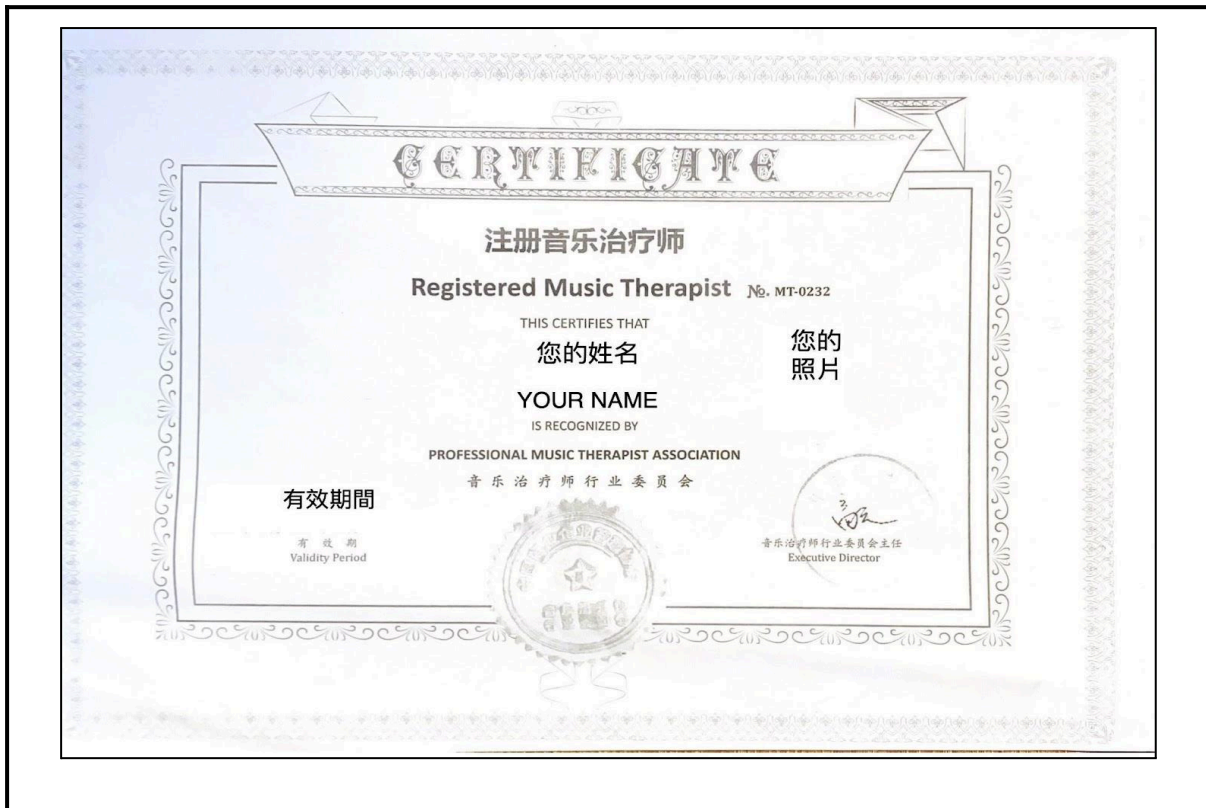 CERTIFICATE
注册音乐治疗师
Registered Music Therapist №. MT-0232
THIS CERTIFIES THAT
您的姓名
您的
照片
YOUR NAME
IS RECOGNIZED BY
PROFESSIONAL MUSIC THERAPIST ASSOCIATION
音乐治疗师行业委员会
有效期間
有效期
Validity Period
音乐治疗师行业委员会主任
Executive Director